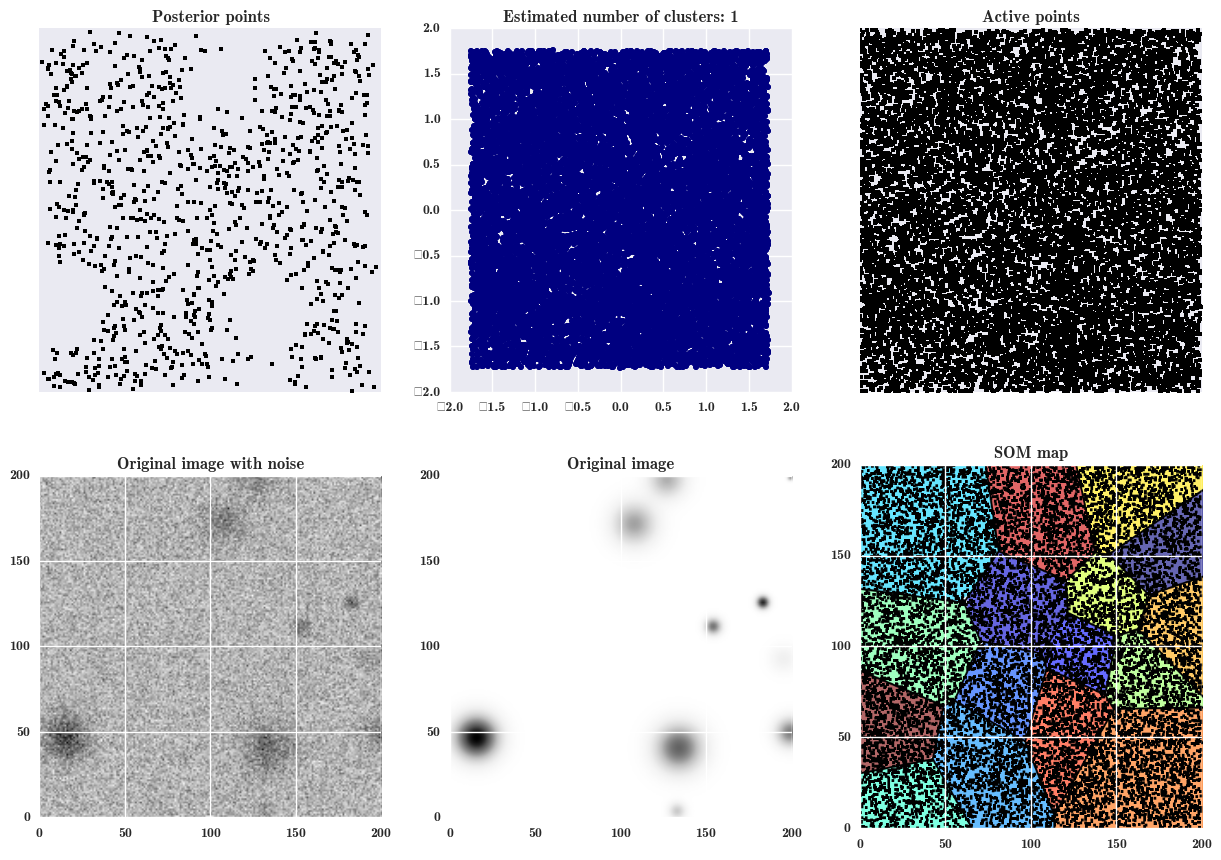 Posterior points
Estimated number of clusters: 1
Active points
2.0
1.5
1.0
0.5
0.0
□0.5
□1.0
□1.5
□2.0
□2.0 □1.5 □1.0 □0.5 0.0 0.5 1.0 1.5 2.0
Original image with noise
Original image
SOM map
200
150
100
50
0
0 50 100 150 200
200
150
100
50
0
0 50 100 150 200
200
150
100
50
0
0 50 100 150 200